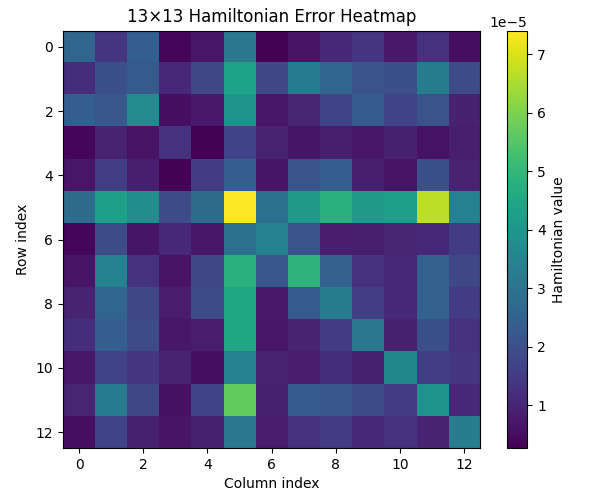 13×13 Hamiltonian Error Heatmap
1e−5
0
2
4
6
8
10
12
Row index
0 2 4 6 8 10 12
Column index
7
6
5
4
3
2
1
Hamiltonian value